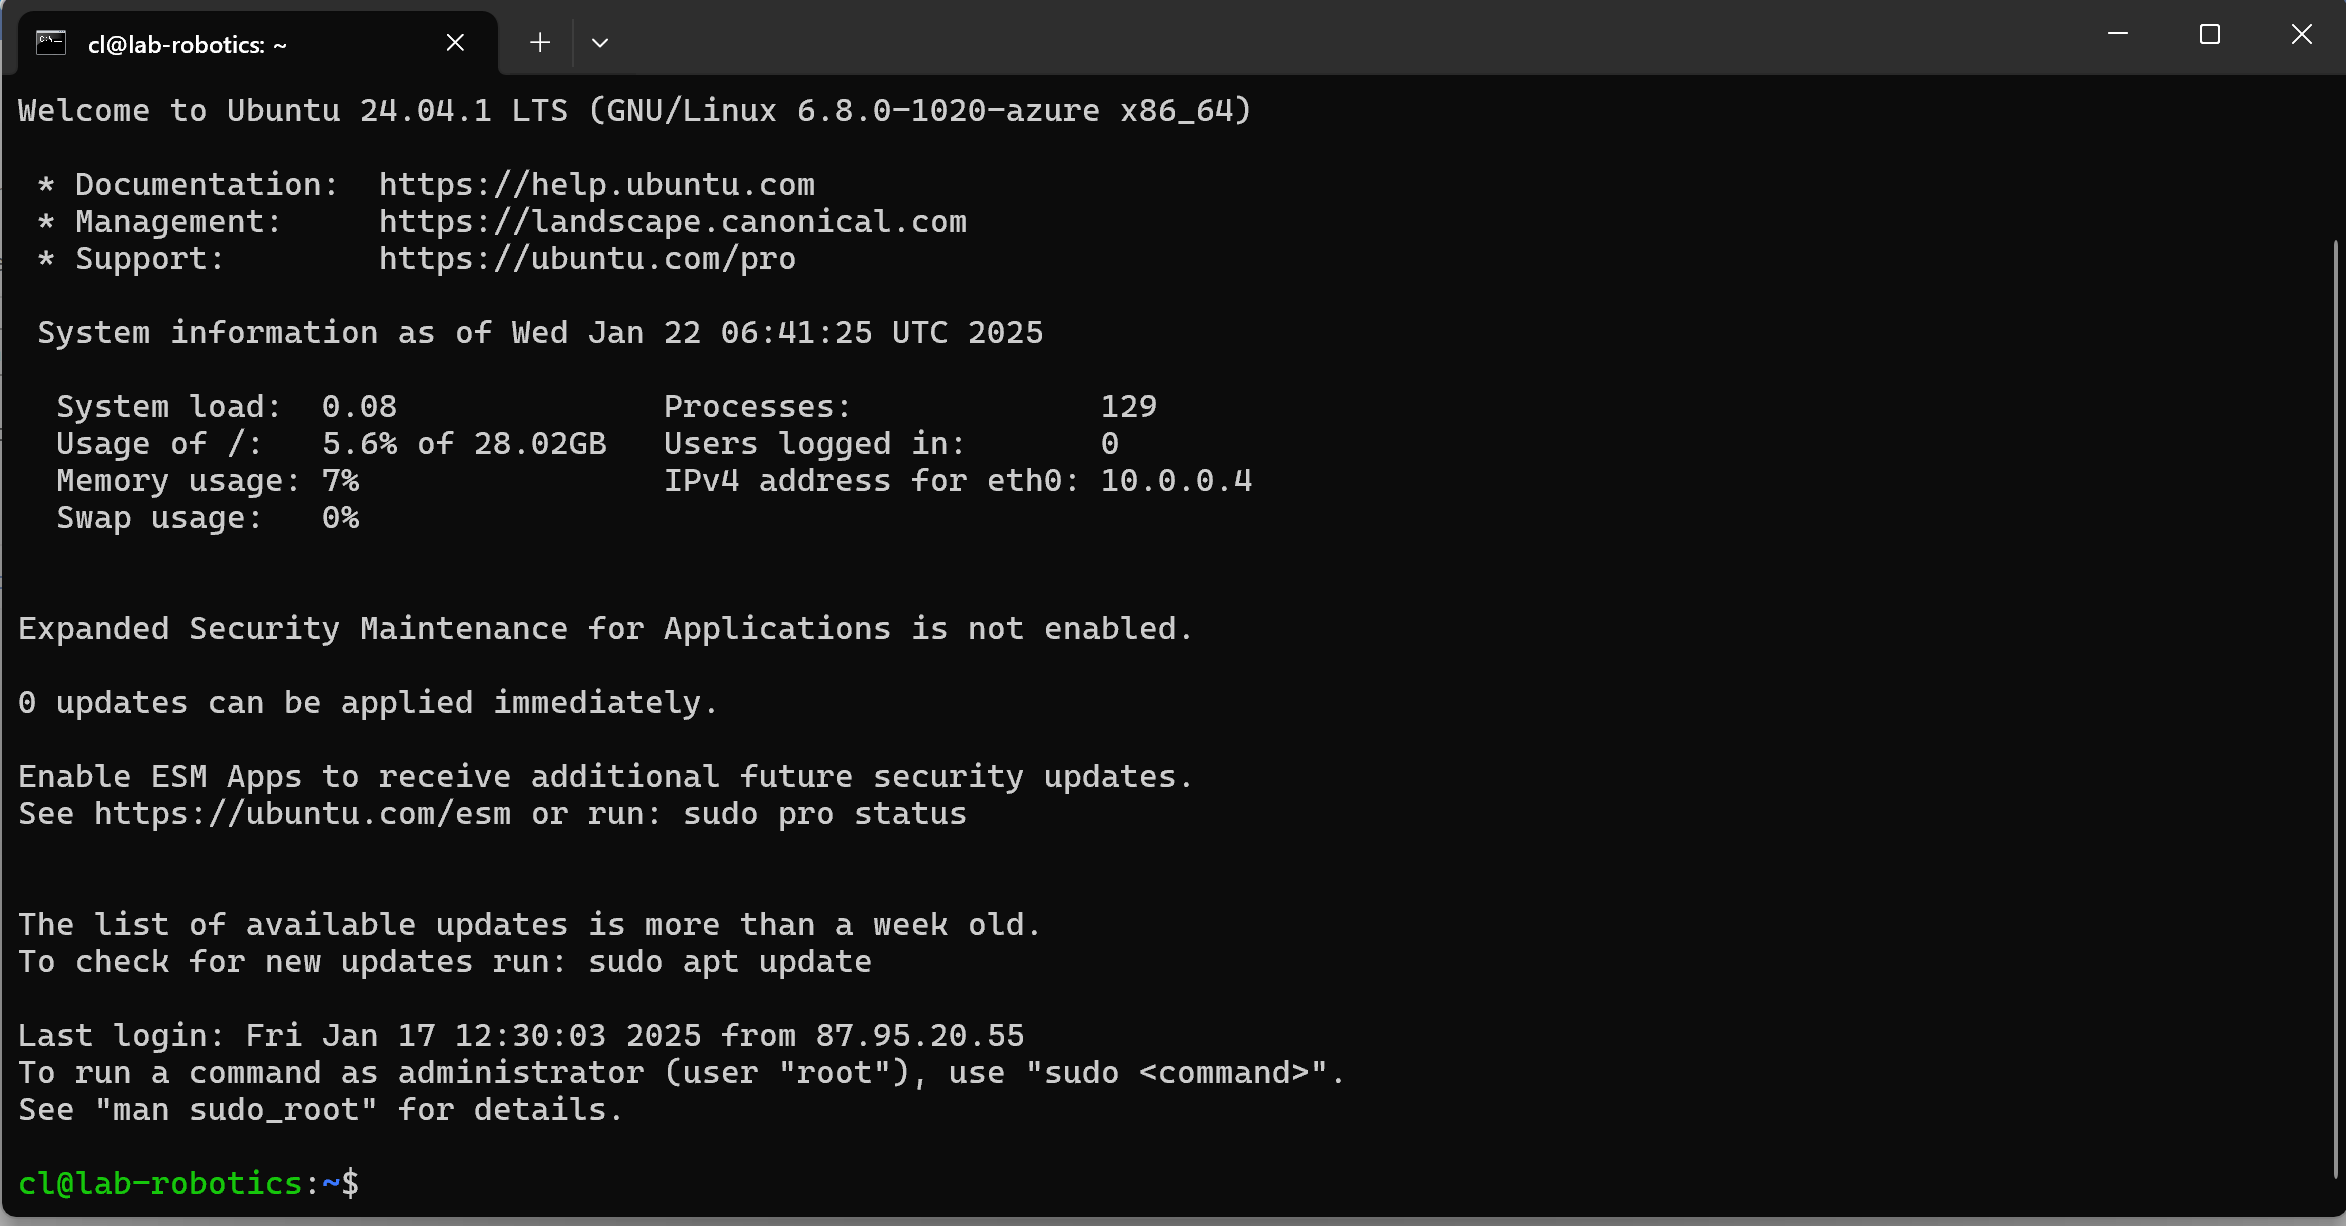 cl@lab-robotics: ~
Welcome to Ubuntu 24.04.1 LTS (GNU/Linux 6.8.0-1020-azure x86_64)
* Documentation:  https://help.ubuntu.com
* Management:     https://landscape.canonical.com
* Support:        https://ubuntu.com/pro
System information as of Wed Jan 22 06:41:25 UTC 2025
System load:  0.08              Processes:             129
Usage of /:   5.6% of 28.02GB   Users logged in:       0
Memory usage: 7%                IPv4 address for eth0: 10.0.0.4
Swap usage:   0%
Expanded Security Maintenance for Applications is not enabled.
0 updates can be applied immediately.
Enable ESM Apps to receive additional future security updates.
See https://ubuntu.com/esm or run: sudo pro status
The list of available updates is more than a week old.
To check for new updates run: sudo apt update
Last login: Fri Jan 17 12:30:03 2025 from 87.95.20.55
To run a command as administrator (user "root"), use "sudo <command>".
See "man sudo_root" for details.
cl@lab-robotics:~$